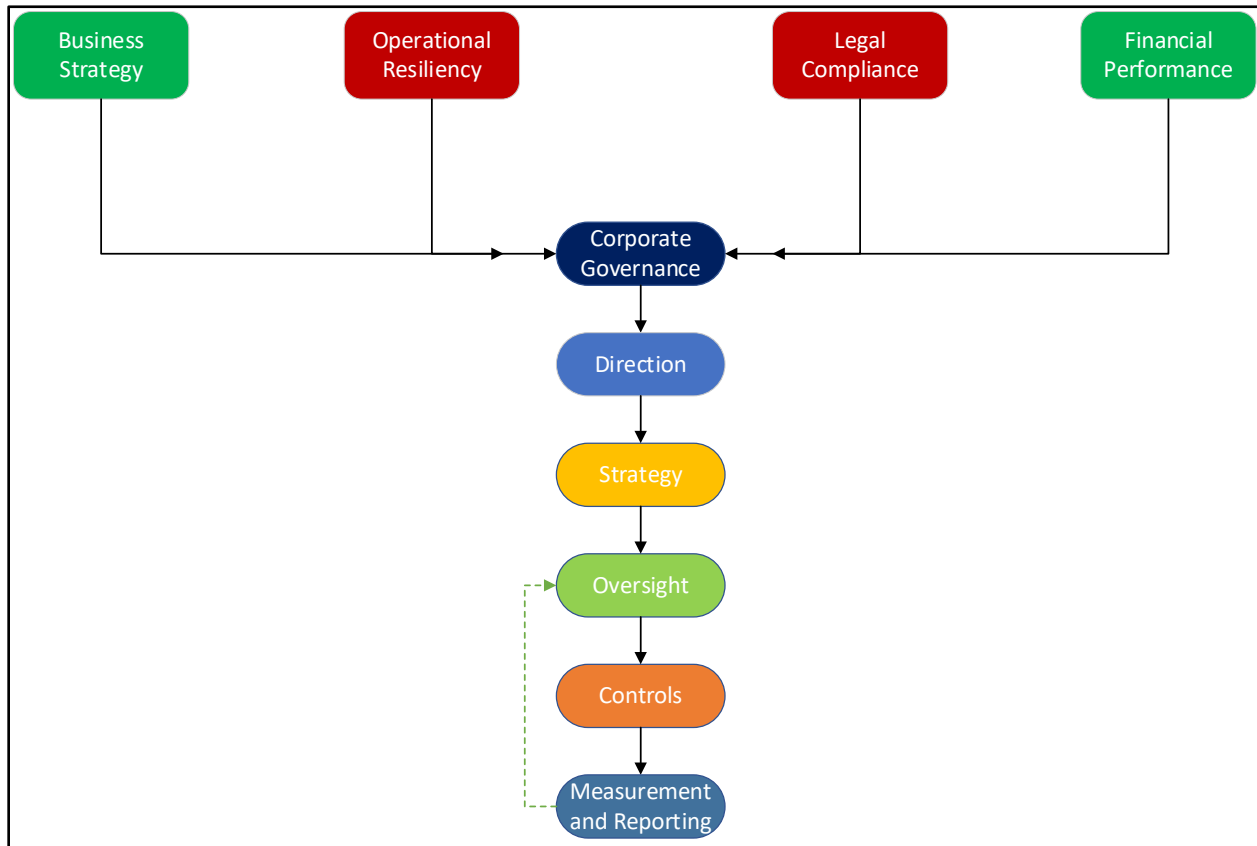 Business
Strategy
Operational
Resiliency
Legal
Compliance
Financial
Performance
Corporate
Governance
Direction
Strategy
Oversight
Controls
Measurement
and Reporting